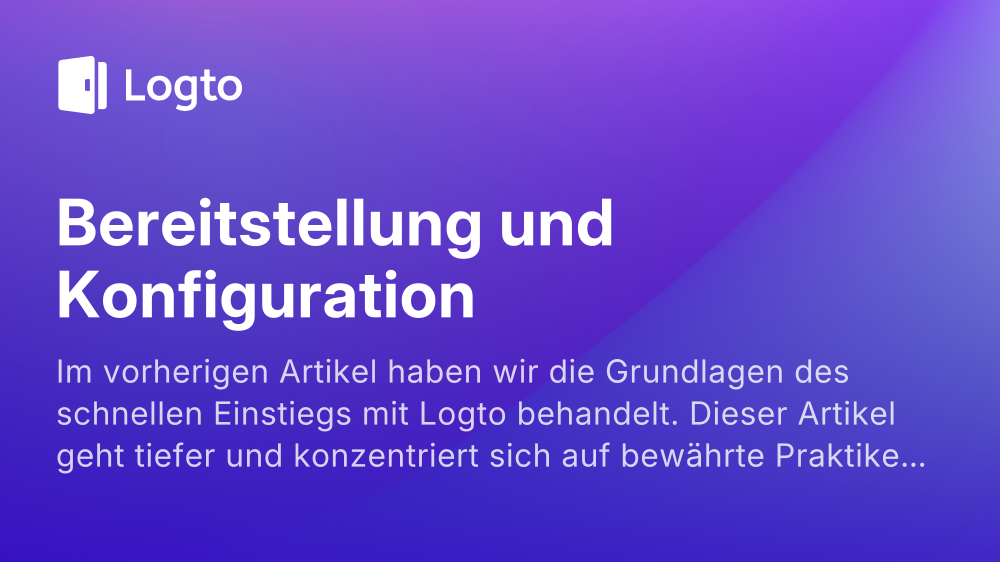 Logto
Bereitstellung und
Konfiguration
Im vorherigen Artikel haben wir die Grundlagen des
schnellen Einstiegs mit Logto behandelt. Dieser Artikel
geht tiefer und konzentriert sich auf bewährte Praktike...